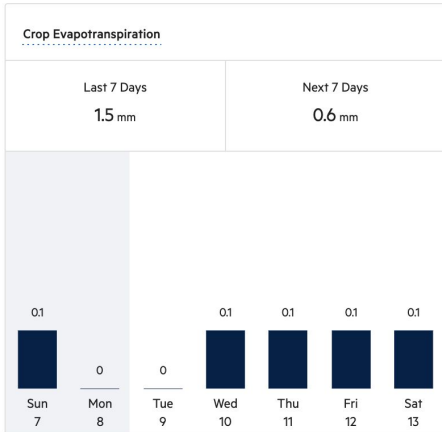 Crop Evapotranspiration
Last 7 Days
Next 7 Days
1.5 mm
0.6 mm
0.1
0
0
0.1
0.1
0.1
0.1
Sun
Mon
Tue
Wed
Thu
Fri
Sat
7
8
9
10
11
12
13